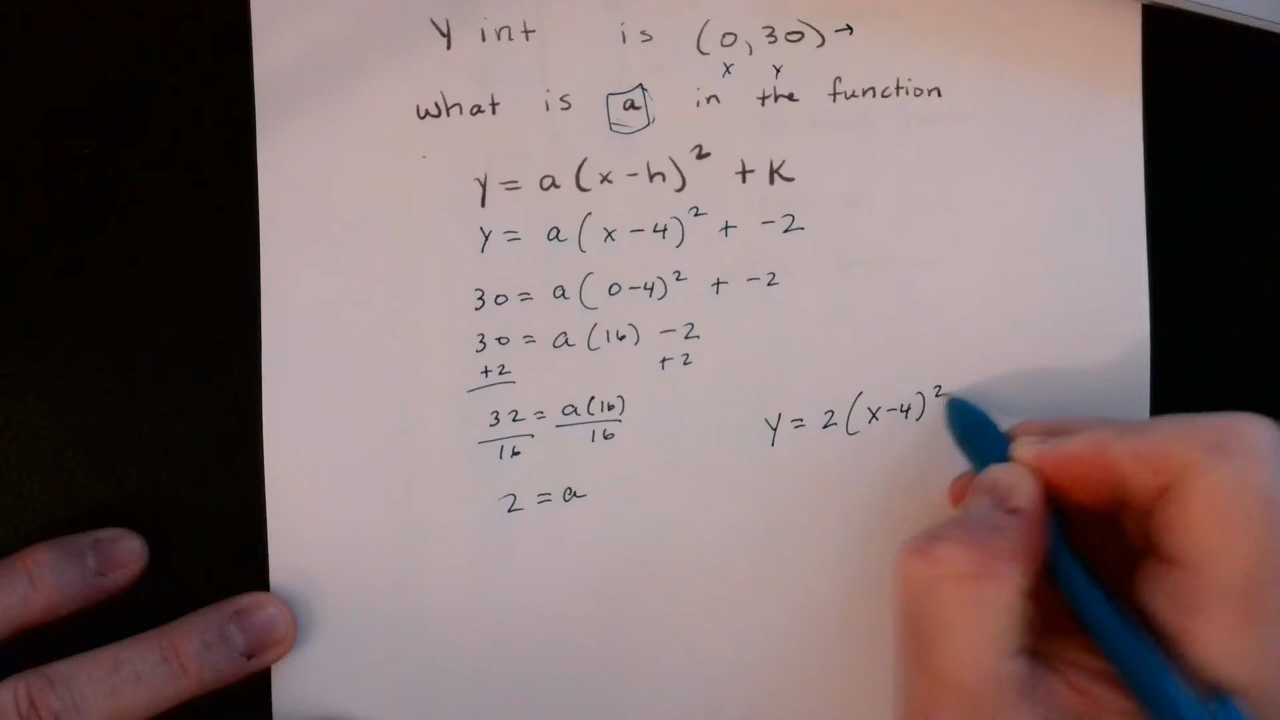 Y int is (0,30)→
x Y
what is a in the function
y = a(x-h)² + K
y = a(x-4)² + -2
30 = a(0-4)² + -2
30 = a(16) -2
+2 +2
32 = a(16)
16 16
y = 2(x-4)²
2 = a